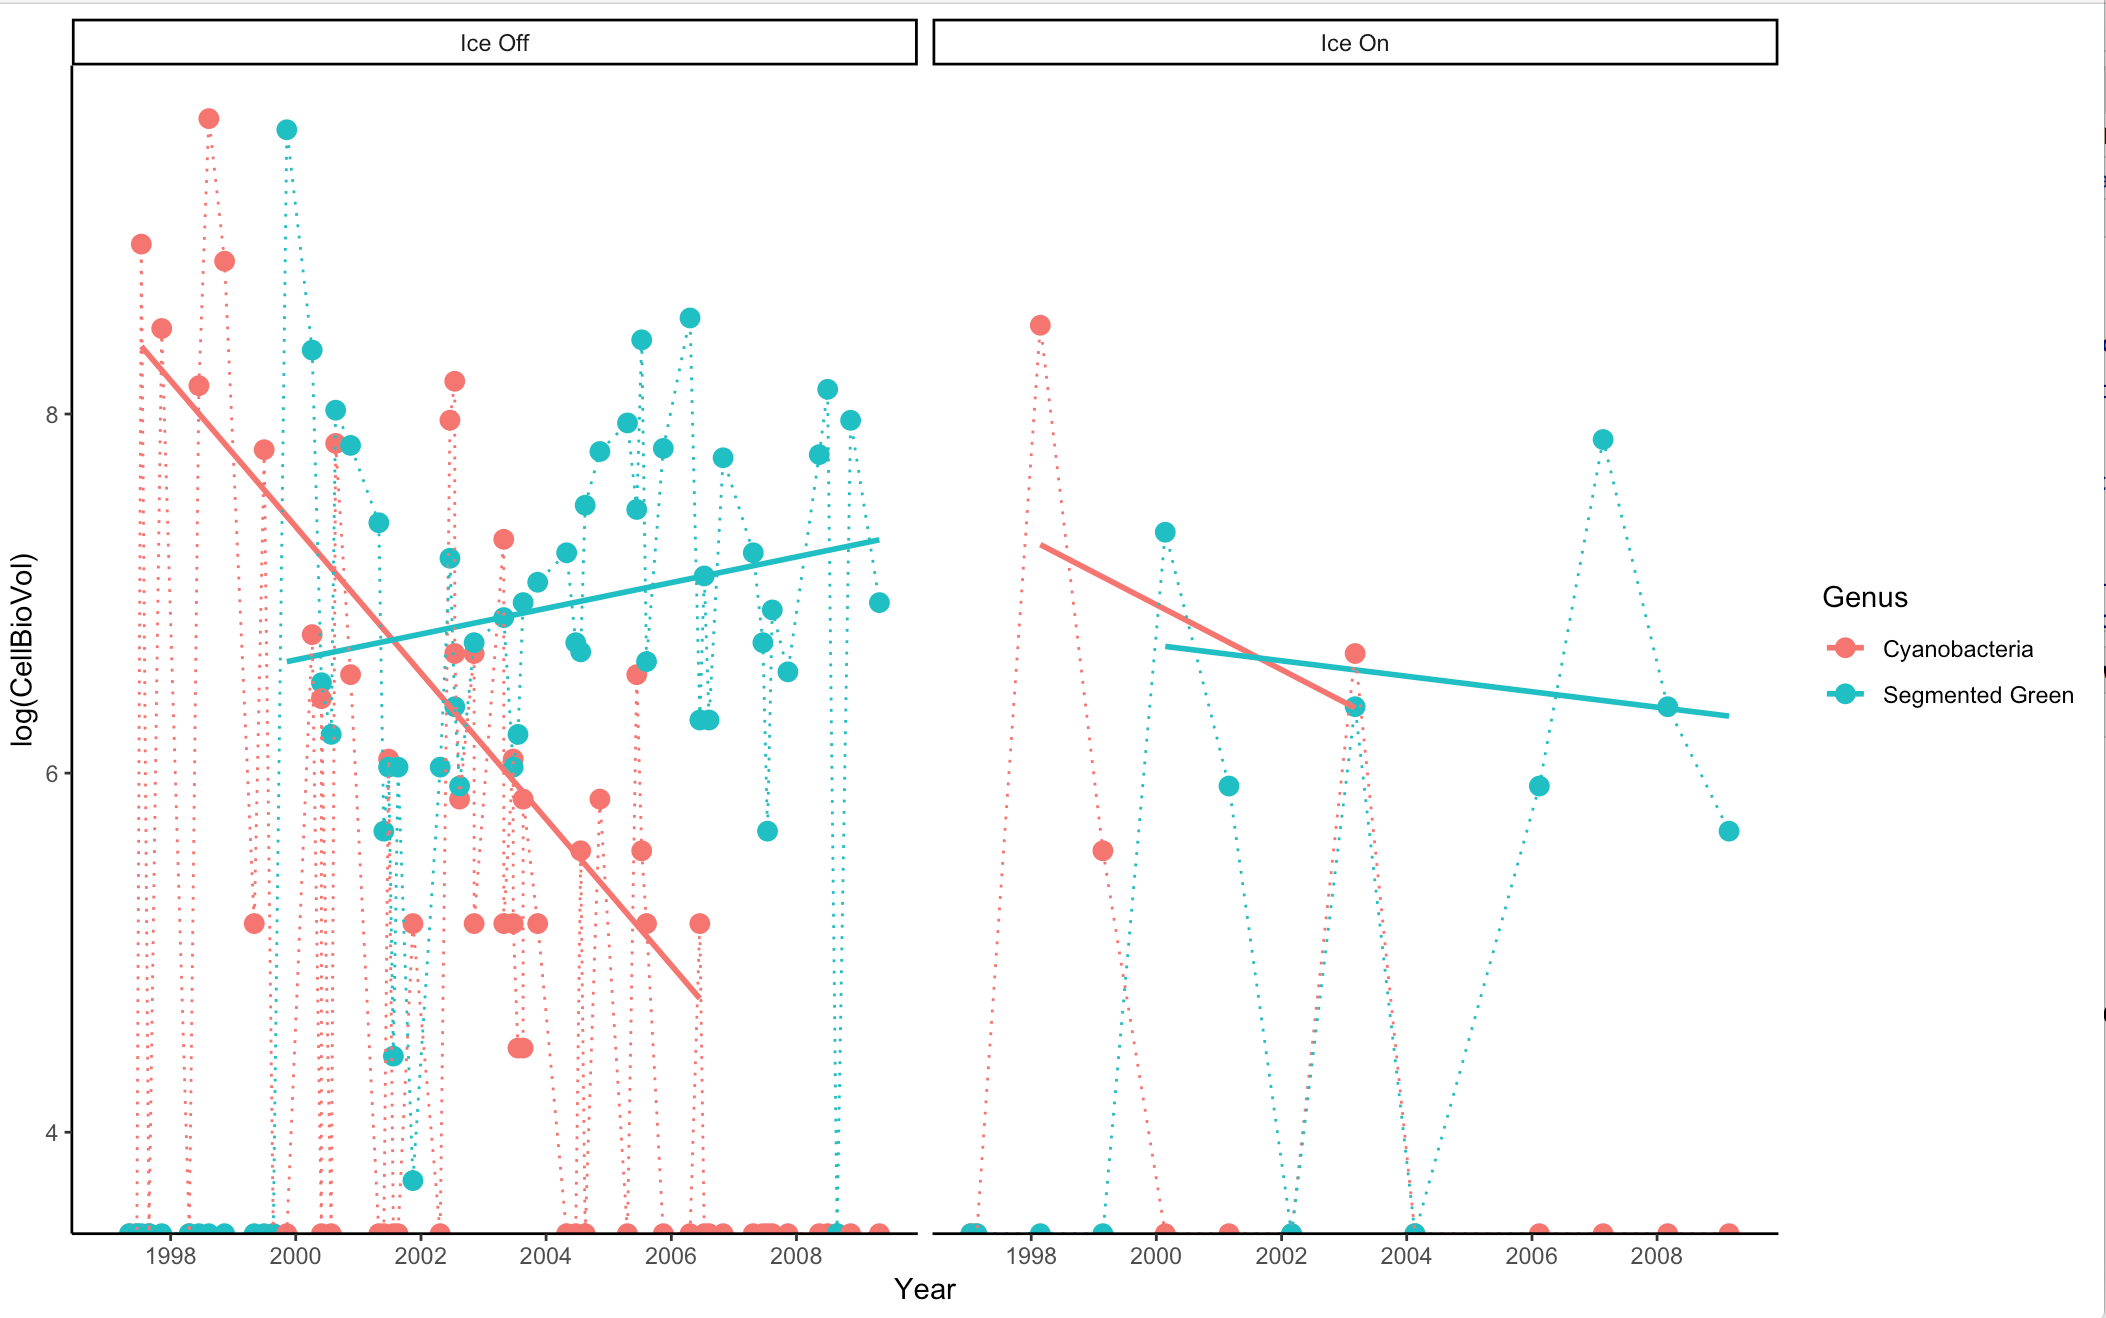 Ice Off
Ice On
log(CellBioVol)
8
6
4
1998 2000 2002 2004 2006 2008
1998 2000 2002 2004 2006 2008
Year
Genus
Cyanobacteria
Segmented Green